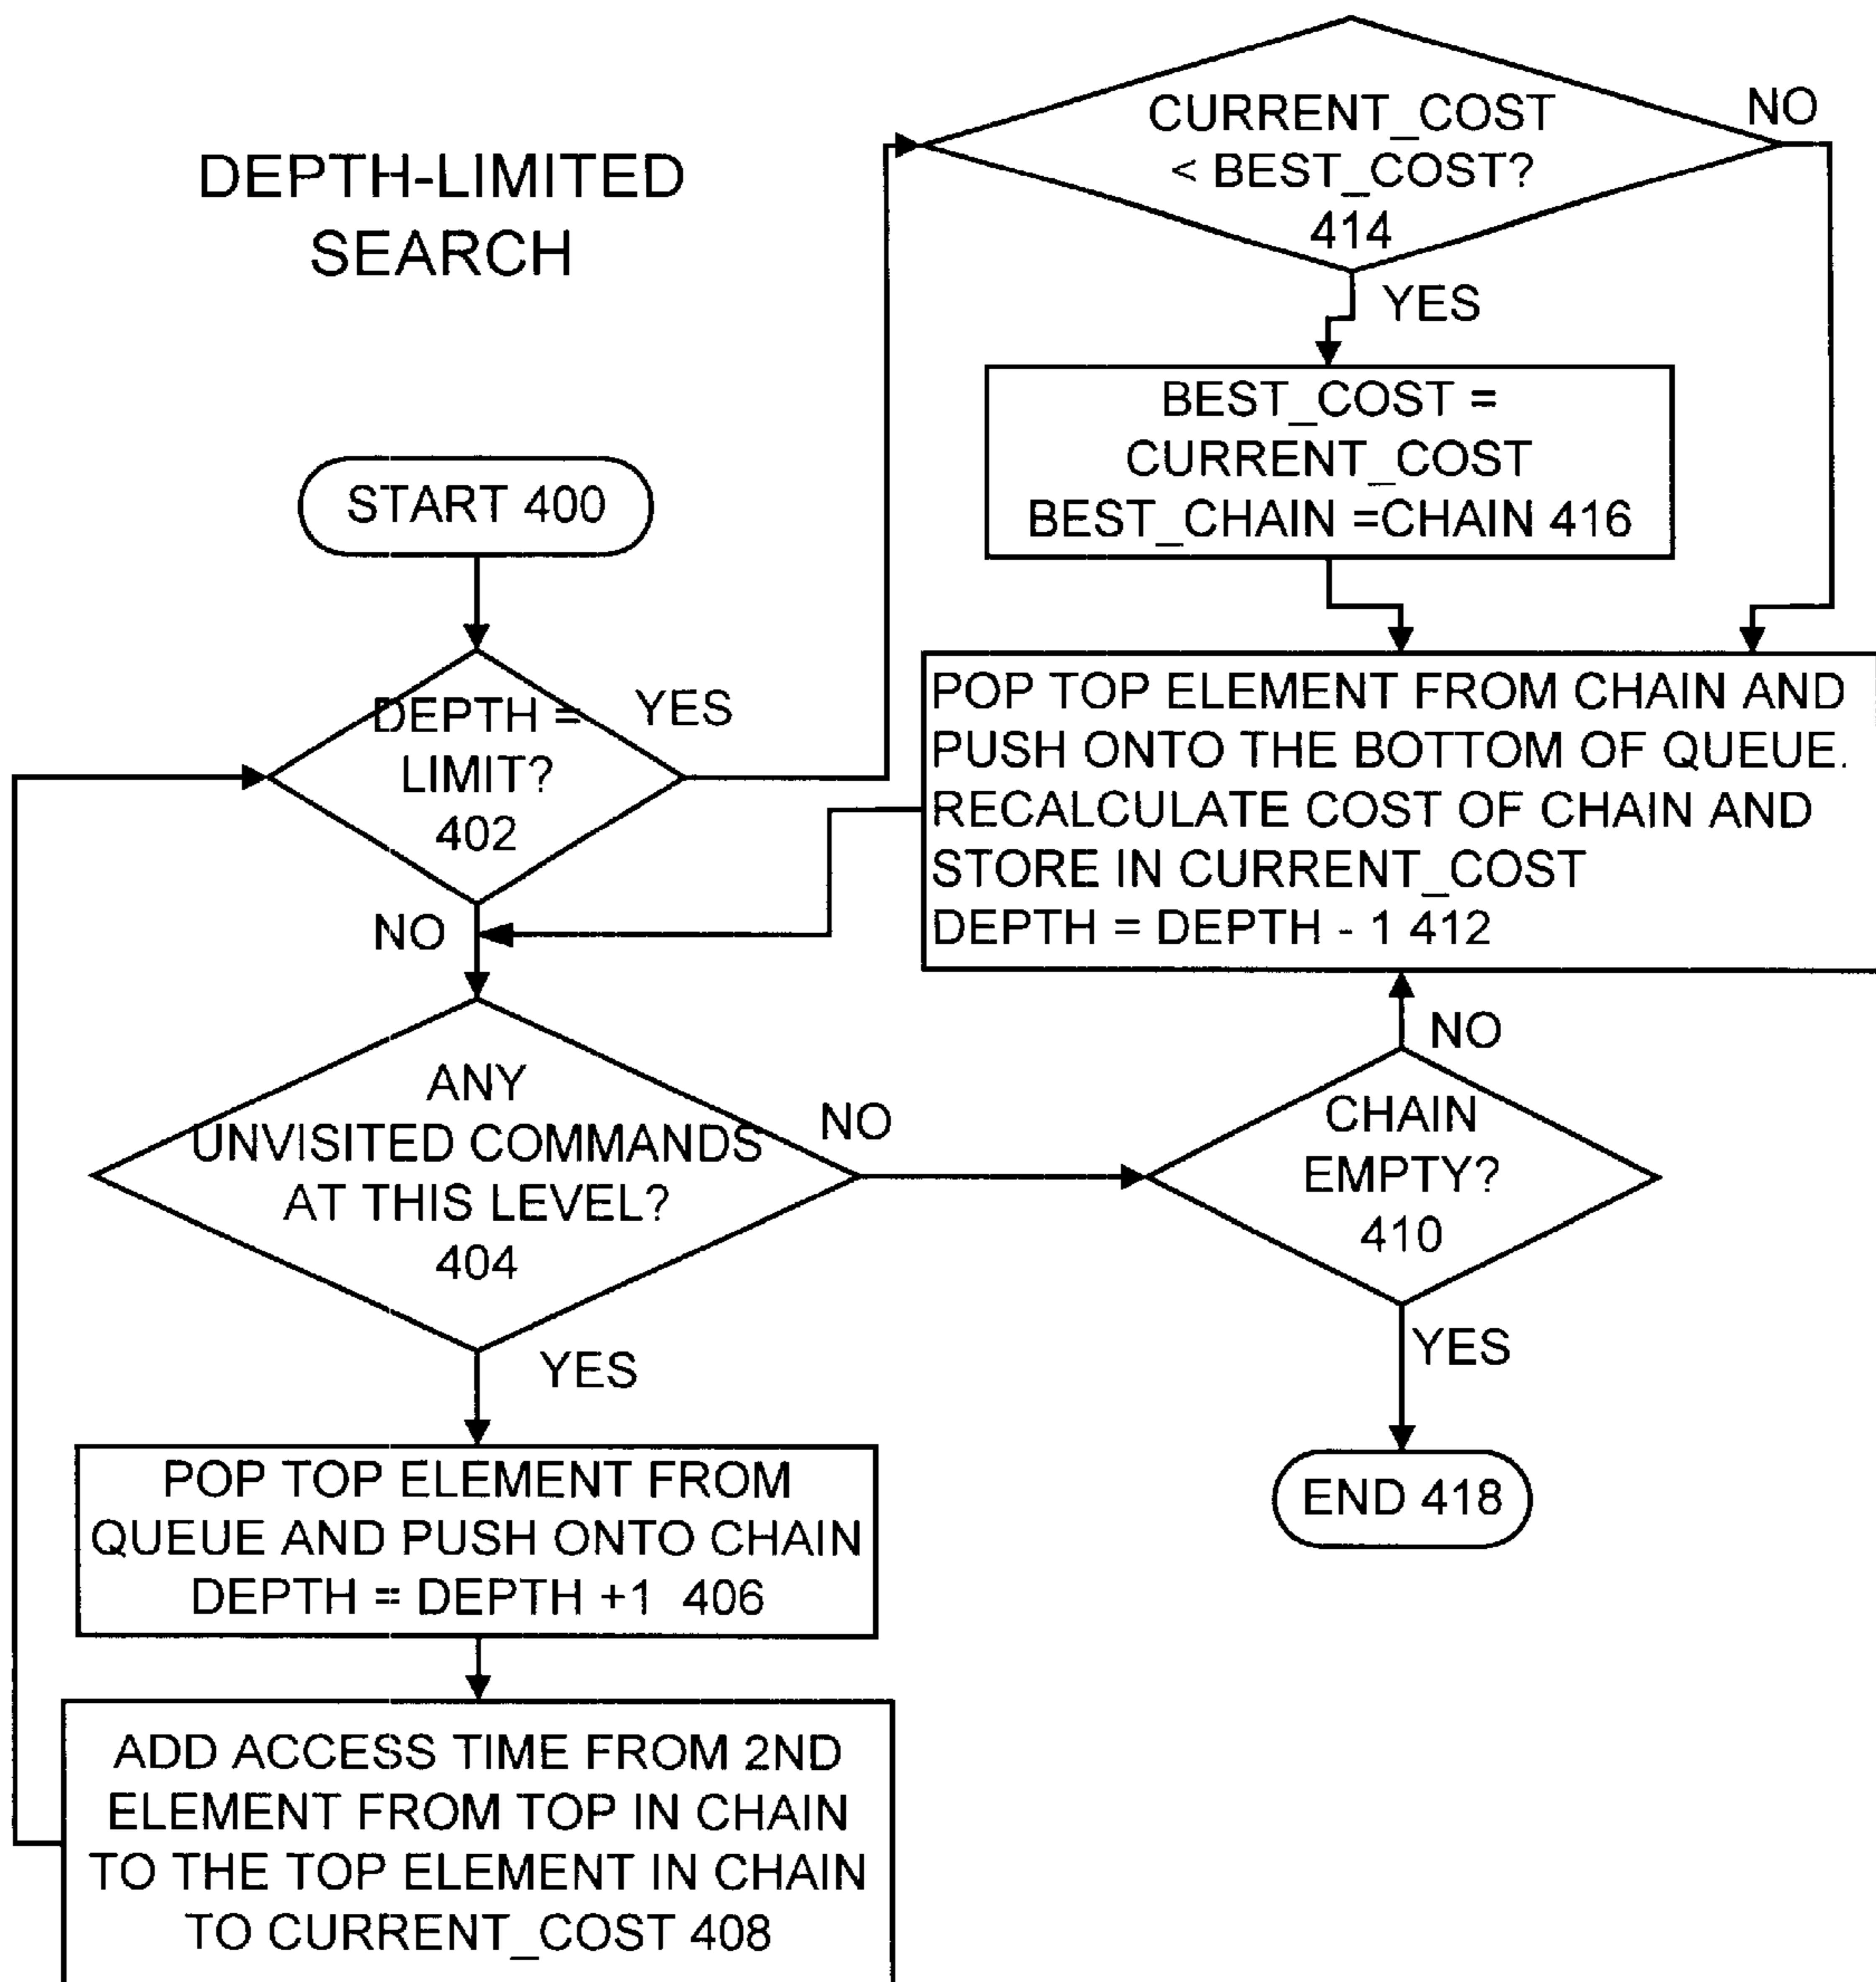 DEPTH-LIMITED
SEARCH
START 400
DEPTH =
LIMIT?
402
YES
NO
ANY
UNVISITED COMMANDS
AT THIS LEVEL?
404
NO
YES
POP TOP ELEMENT FROM
QUEUE AND PUSH ONTO CHAIN
DEPTH = DEPTH +1 406
ADD ACCESS TIME FROM 2ND
ELEMENT FROM TOP IN CHAIN
TO THE TOP ELEMENT IN CHAIN
TO CURRENT_COST 408
CURRENT_COST
< BEST_COST?
414
NO
YES
BEST_COST =
CURRENT_COST
BEST_CHAIN =CHAIN 416
POP TOP ELEMENT FROM CHAIN AND
PUSH ONTO THE BOTTOM OF QUEUE.
RECALCULATE COST OF CHAIN AND
STORE IN CURRENT_COST
DEPTH = DEPTH - 1 412
NO
CHAIN
EMPTY?
410
YES
END 418